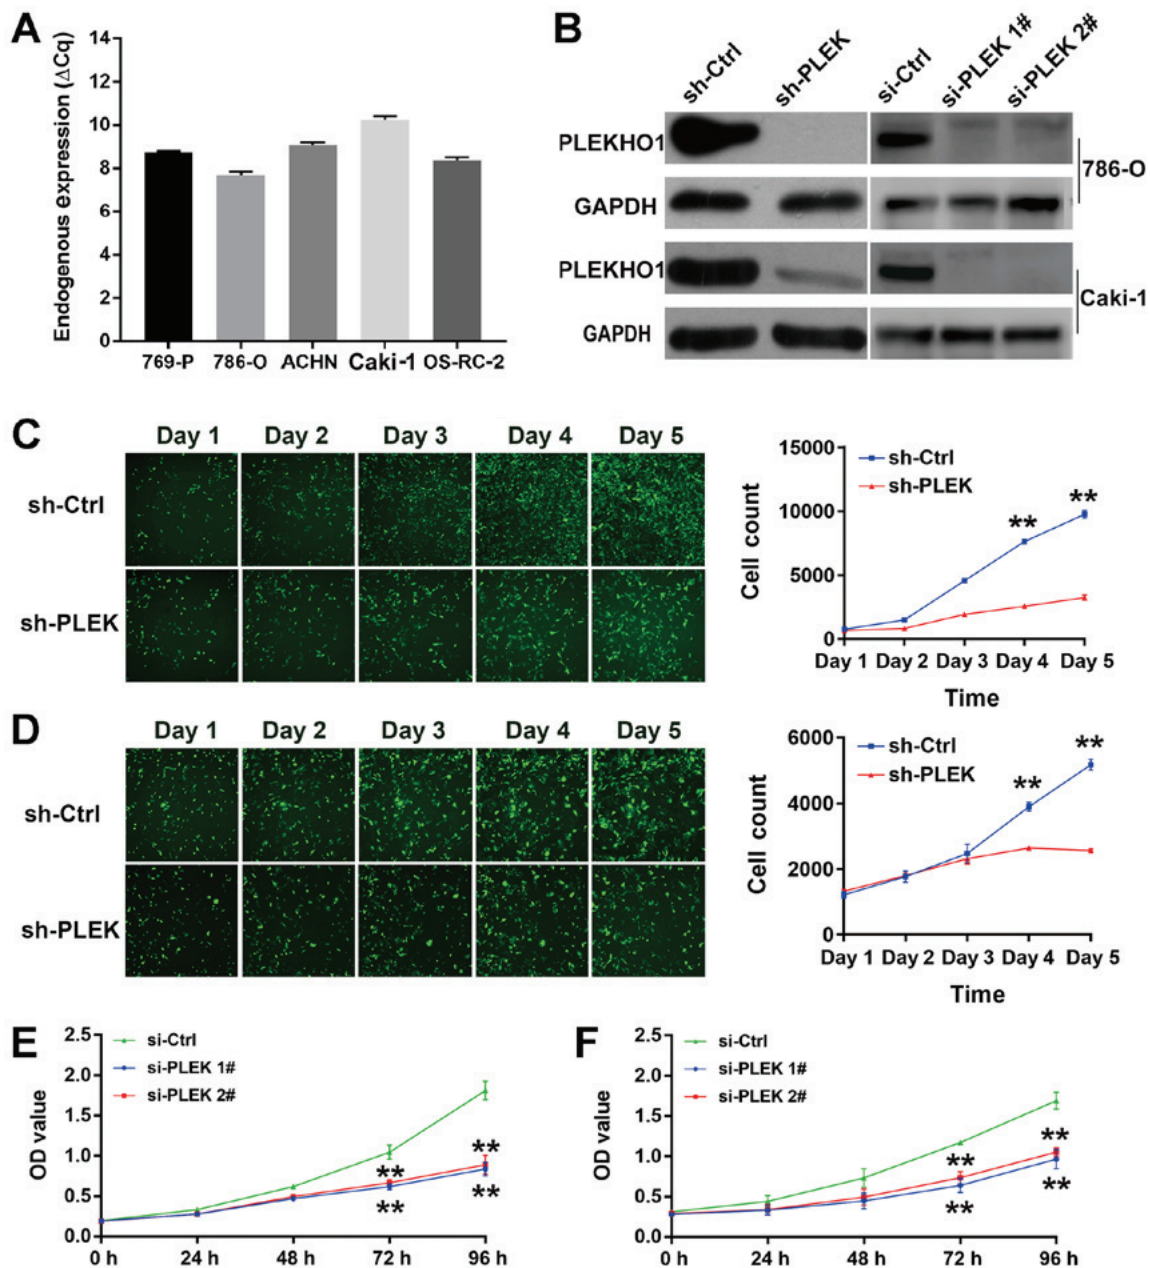 A
Endogenous expression (ΔCq)
14
12
10
8
6
4
2
0
769-P 786-O ACHN Caki-1 OS-RC-2
B
sh-Ctrl sh-PLEK si-Ctrl si-PLEK 1# si-PLEK 2#
PLEKHO1
GAPDH
786-O
PLEKHO1
GAPDH
Caki-1
C
Day 1 Day 2 Day 3 Day 4 Day 5
sh-Ctrl
sh-PLEK
Cell count
15000
10000
5000
0
sh-Ctrl
sh-PLEK
**
**
Day 1 Day 2 Day 3 Day 4 Day 5
Time
D
Day 1 Day 2 Day 3 Day 4 Day 5
sh-Ctrl
sh-PLEK
Cell count
6000
4000
2000
0
sh-Ctrl
sh-PLEK
**
**
Day 1 Day 2 Day 3 Day 4 Day 5
Time
E
OD value
2.5
2.0
1.5
1.0
0.5
0.0
si-Ctrl
si-PLEK 1#
si-PLEK 2#
**
**
**
**
0 h 24 h 48 h 72 h 96 h
F
OD value
2.5
2.0
1.5
1.0
0.5
0.0
si-Ctrl
si-PLEK 1#
si-PLEK 2#
**
**
**
**
0 h 24 h 48 h 72 h 96 h